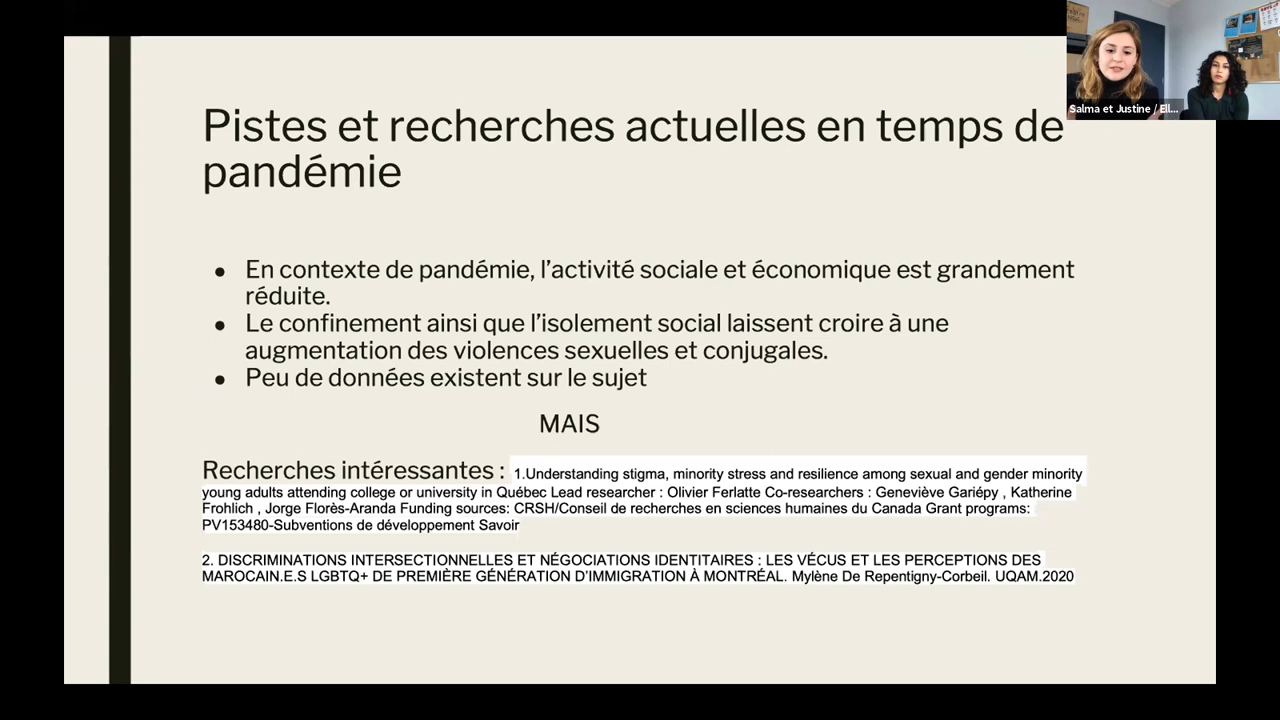 Pistes et recherches actuelles en temps de
pandémie
Salma et Justine / Ell...
● En contexte de pandémie, l’activité sociale et économique est grandement
réduite.
● Le confinement ainsi que l’isolement social laissent croire à une
augmentation des violences sexuelles et conjugales.
● Peu de données existent sur le sujet
MAIS
Recherches intéressantes : 1.Understanding stigma, minority stress and resilience among sexual and gender minority
young adults attending college or university in Québec Lead researcher : Olivier Ferlatte Co-researchers : Geneviève Gariépy , Katherine
Frohlich , Jorge Florès-Aranda Funding sources: CRSH/Conseil de recherches en sciences humaines du Canada Grant programs:
PV153480-Subventions de développement Savoir
2. DISCRIMINATIONS INTERSECTIONNELLES ET NÉGOCIATIONS IDENTITAIRES : LES VÉCUS ET LES PERCEPTIONS DES
MAROCAIN.E.S LGBTQ+ DE PREMIÈRE GÉNÉRATION D’IMMIGRATION À MONTRÉAL. Mylène De Repentigny-Corbeil. UQAM.2020